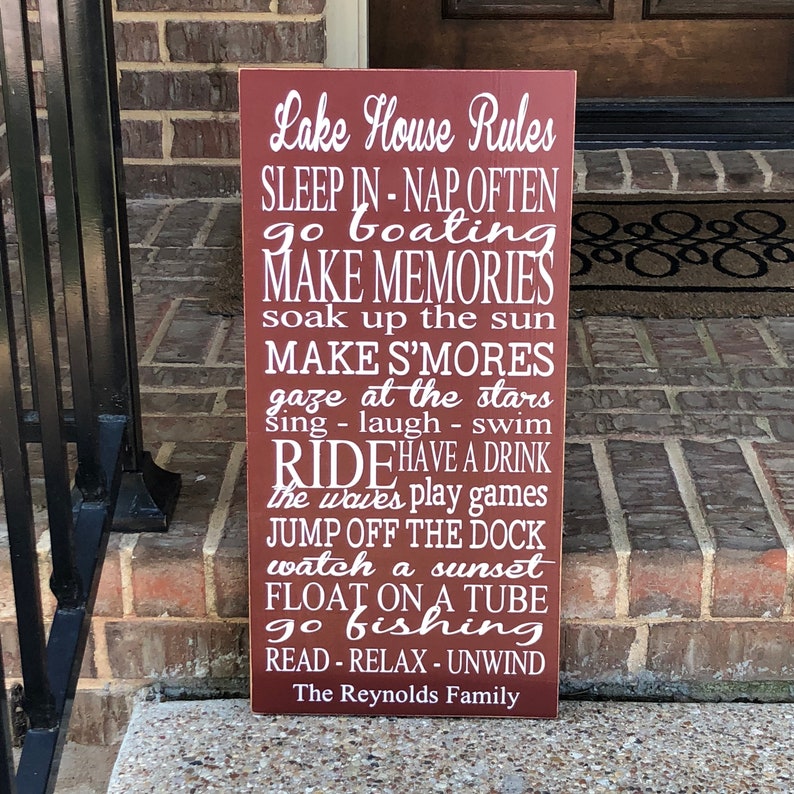 Lake House Rules
SLEEP IN - NAP OFTEN
go boating
MAKE MEMORIES
soak up the sun
MAKE S'MORES
gaze at the stars
sing - laugh - swim
RIDE HAVE A DRINK
the waves play games
JUMP OFF THE DOCK
watch a sunset
FLOAT ON A TUBE
go fishing
READ - RELAX - UNWIND
The Reynolds Family